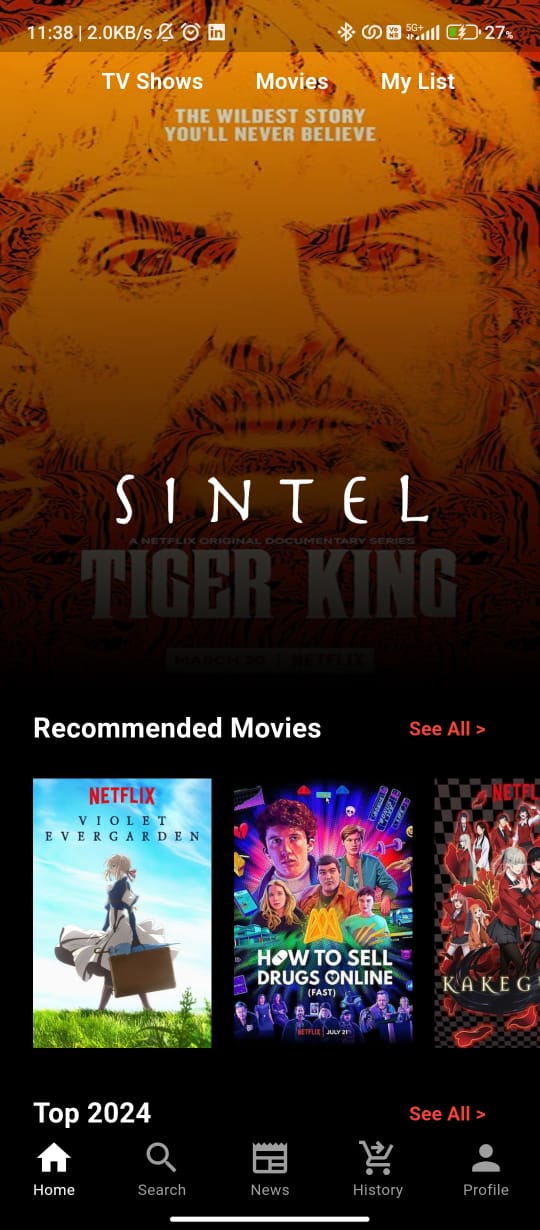 11:38 | 2.0KB/s
5G+
27%
TV Shows
Movies
My List
THE WILDEST STORY
YOU'LL NEVER BELIEVE
SINTEL
A NETFLIX ORIGINAL DOCUMENTARY SERIES
TIGER KING
MARCH 20 | NETFLIX
Recommended Movies
See All >
NETFLIX
VIOLET
EVERGARDEN
HOW TO SELL
DRUGS ONLINE
(FAST)
NETFLIX | JULY 21
NETFL
KAKEG
Top 2024
See All >
Home
Search
News
History
Profile